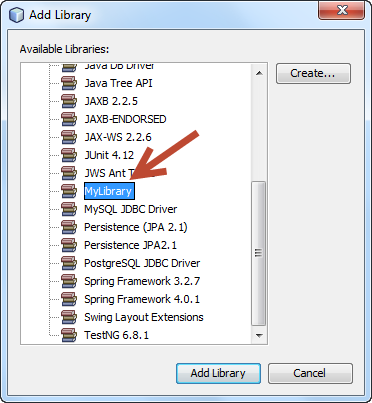 Add Library
Available Libraries:
Java DB Driver
Create...
Java Tree API
JAXB 2.2.5
JAXB-ENDORSED
JAX-WS 2.2.6
JUnit 4.12
JWS Ant
MyLibrary
MySQL JDBC Driver
Persistence (JPA 2.1)
Persistence JPA2.1
PostgreSQL JDBC Driver
Spring Framework 3.2.7
Spring Framework 4.0.1
Swing Layout Extensions
TestNG 6.8.1
Add Library
Cancel